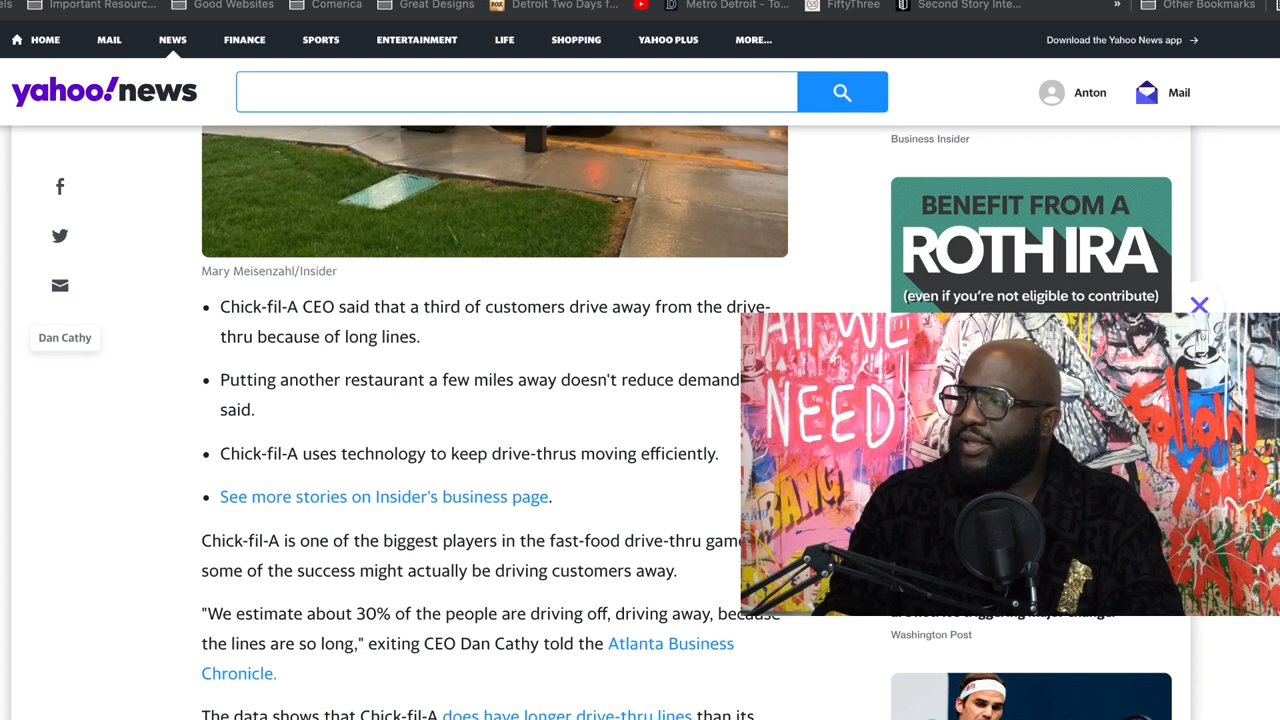 Important Resourc...
Good Websites
Comerica
Great Designs
Detroit Two Days f...
Metro Detroit - To...
FiftyThree
Second Story Inte...
»
Other Bookmarks
HOME
MAIL
NEWS
FINANCE
SPORTS
ENTERTAINMENT
LIFE
SHOPPING
YAHOO PLUS
MORE...
Download the Yahoo News app →
yahoo!news
Anton
Mail
Dan Cathy
Mary Meisenzahl/Insider
• Chick-fil-A CEO said that a third of customers drive away from the drive-
thru because of long lines.
• Putting another restaurant a few miles away doesn't reduce demand
said.
• Chick-fil-A uses technology to keep drive-thrus moving efficiently.
• See more stories on Insider's business page.
Chick-fil-A is one of the biggest players in the fast-food drive-thru game
some of the success might actually be driving customers away.
"We estimate about 30% of the people are driving off, driving away, because
the lines are so long," exiting CEO Dan Cathy told the Atlanta Business
Chronicle.
The data shows that Chick-fil-A does have longer drive-thru lines than its
Business Insider
BENEFIT FROM A
ROTH IRA
(even if you're not eligible to contribute)
WE
NEED
BANG
follow
YOUR
Washington Post